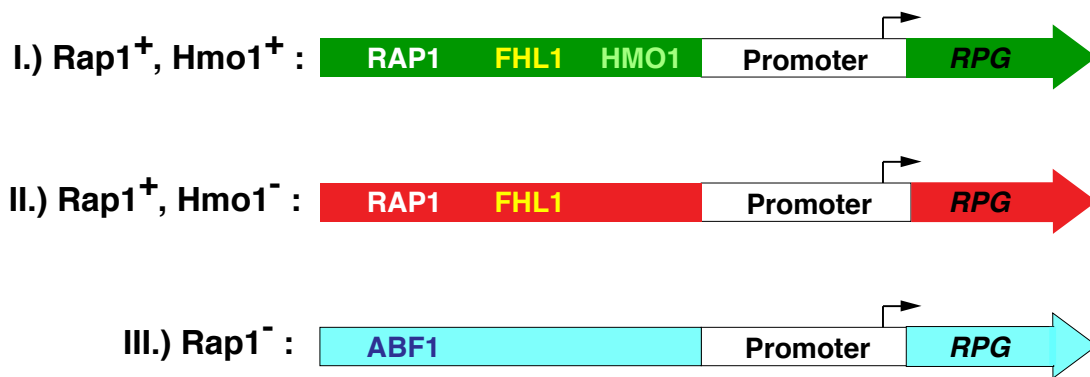 I.) Rap1⁺, Hmo1⁺ : RAP1 FHL1 HMO1 Promoter RPG
II.) Rap1⁺, Hmo1⁻ : RAP1 FHL1 Promoter RPG
III.) Rap1⁻ : ABF1 Promoter RPG